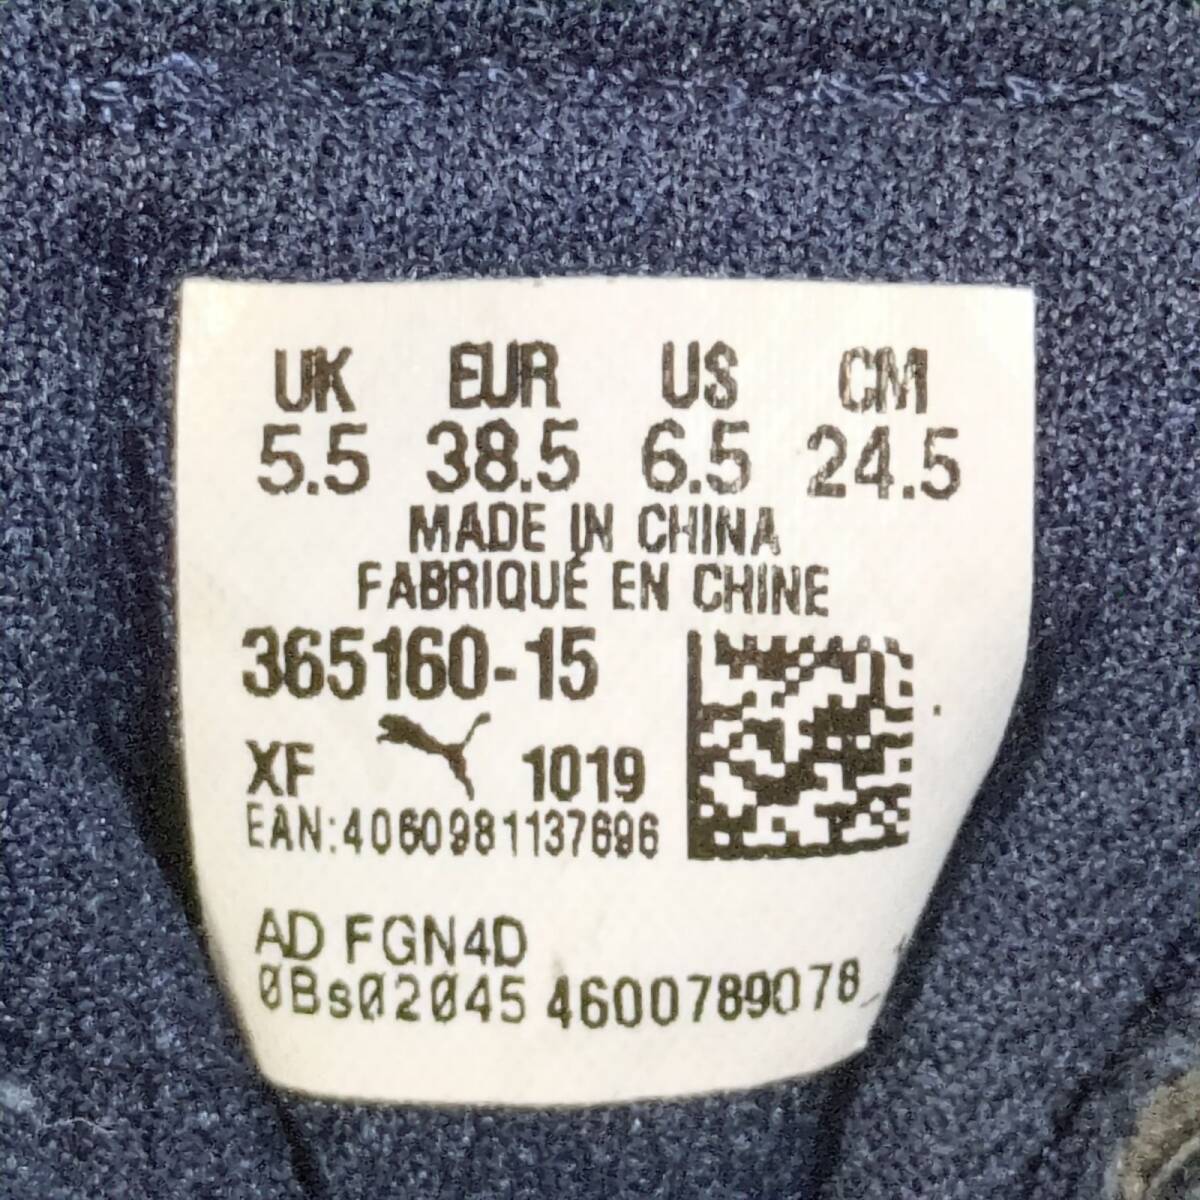 UK EUR US CM
5.5 38.5 6.5 24.5
MADE IN CHINA
FABRIQUÉ EN CHINE
365160-15
XF 1019
EAN:4060981137696
AD FGN4D
0Bs02045 4600789078_